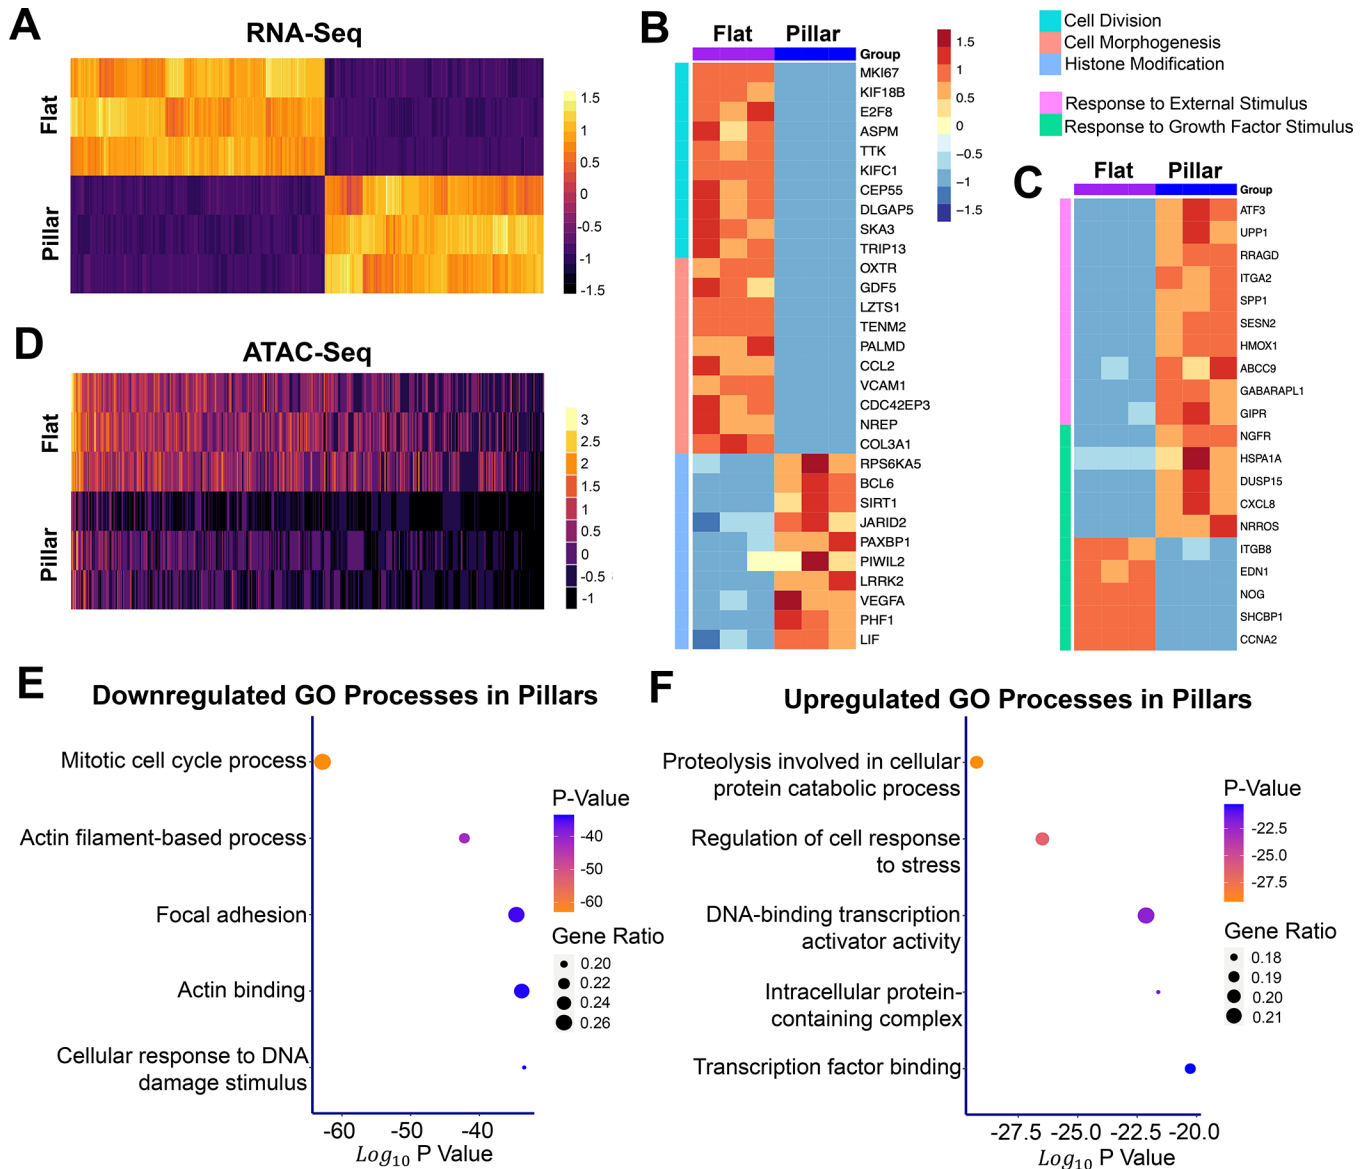 A
RNA-Seq
Flat
Pillar
1.5
1
0.5
0
-0.5
-1
-1.5
B
Flat
Pillar
Group
MKI67
KIF18B
E2F8
ASPM
TTK
KIFC1
CEP55
DLGAP5
SKA3
TRIP13
OXTR
GDF5
LZTS1
TENM2
PALMD
CCL2
VCAM1
CDC42EP3
NREP
COL3A1
RPS6KA5
BCL6
SIRT1
JARID2
PAXBP1
PIWIL2
LRRK2
VEGFA
PHF1
LIF
1.5
1
0.5
0
−0.5
−1
−1.5
Cell Division
Cell Morphogenesis
Histone Modification
Response to External Stimulus
Response to Growth Factor Stimulus
C
Flat
Pillar
Group
ATF3
UPP1
RRAGD
ITGA2
SPP1
SESN2
HMOX1
ABCC9
GABARAPL1
GIPR
NGFR
HSPA1A
DUSP15
CXCL8
NRROS
ITGB8
EDN1
NOG
SHCBP1
CCNA2
D
ATAC-Seq
Flat
Pillar
3
2.5
2
1.5
1
0.5
0
-0.5
-1
E
Downregulated GO Processes in Pillars
Mitotic cell cycle process
Actin filament-based process
Focal adhesion
Actin binding
Cellular response to DNA
damage stimulus
-60
-50
-40
Log10 P Value
P-Value
-40
-50
-60
Gene Ratio
0.20
0.22
0.24
0.26
F
Upregulated GO Processes in Pillars
Proteolysis involved in cellular
protein catabolic process
Regulation of cell response
to stress
DNA-binding transcription
activator activity
Intracellular protein-
containing complex
Transcription factor binding
-27.5
-25.0
-22.5
-20.0
Log10 P Value
P-Value
-22.5
-25.0
-27.5
Gene Ratio
0.18
0.19
0.20
0.21